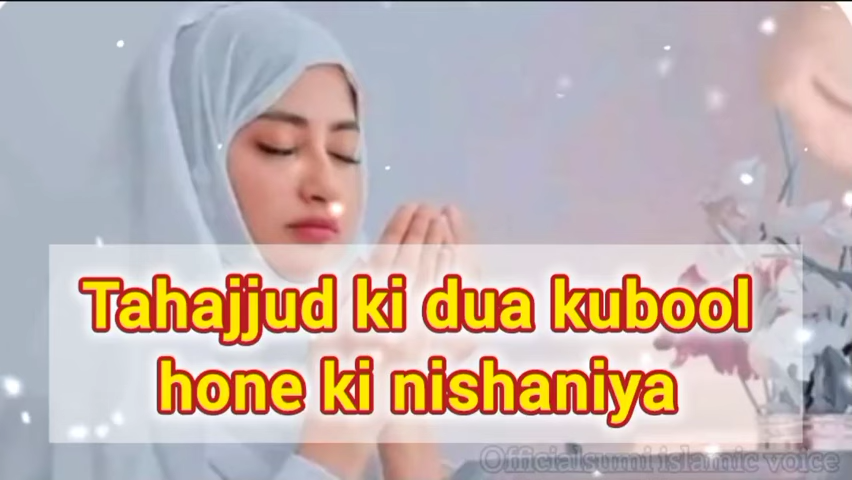 Tahajjud ki dua kubool
hone ki nishaniya
Officialsumi islamic voice